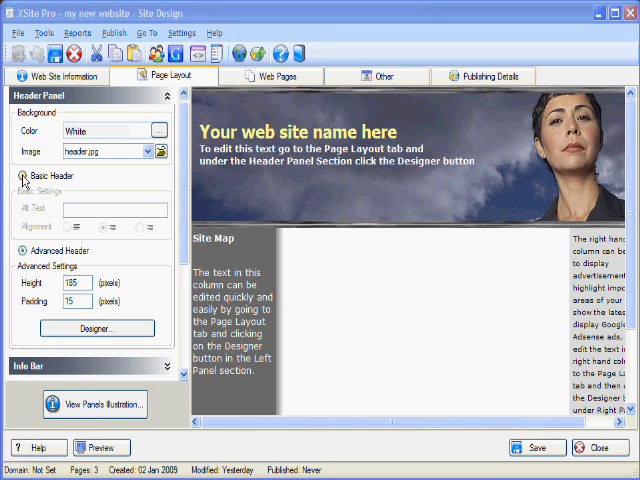 XSite Pro - my new website - Site Design
File Tools Reports Publish Go To Settings Help
Web Site Information Page Layout Web Pages Other Publishing Details
Header Panel
Background
Color White ...
Image header.jpg
Basic Header
Basic Settings
Alt Text
Alignment
Advanced Header
Advanced Settings
Height 185 (pixels)
Padding 15 (pixels)
Designer...
Info Bar
View Panels Illustration...
Your web site name here
To edit this text go to the Page Layout tab and
under the Header Panel Section click the Designer button
Site Map
The text in this
column can be
edited quickly and
easily by going to
the Page Layout
tab and clicking
on the Designer
button in the Left
Panel section.
The right hand
column can be
to display
advertisement
highlight impo
areas of your
show the lates
display Google
Adsense ads,
edit the text i
right hand col
to the Page La
tab and then
the Designer b
under Right Pa
? Help Preview Save Close
Domain: Not Set Pages: 3 Created: 02 Jan 2009 Modified: Yesterday Published: Never